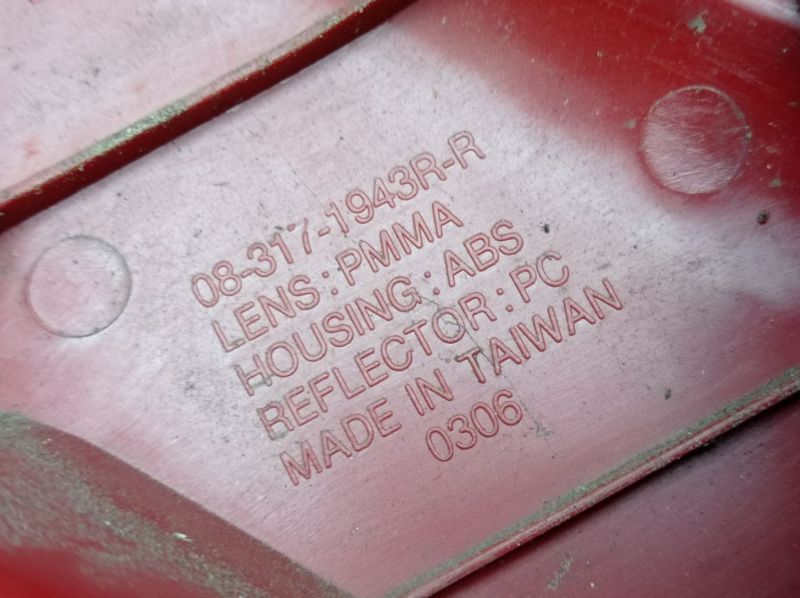 08-317-1943R-R
LENS : PMMA
HOUSING : ABS
REFLECTOR : PC
MADE IN TAIWAN
0306